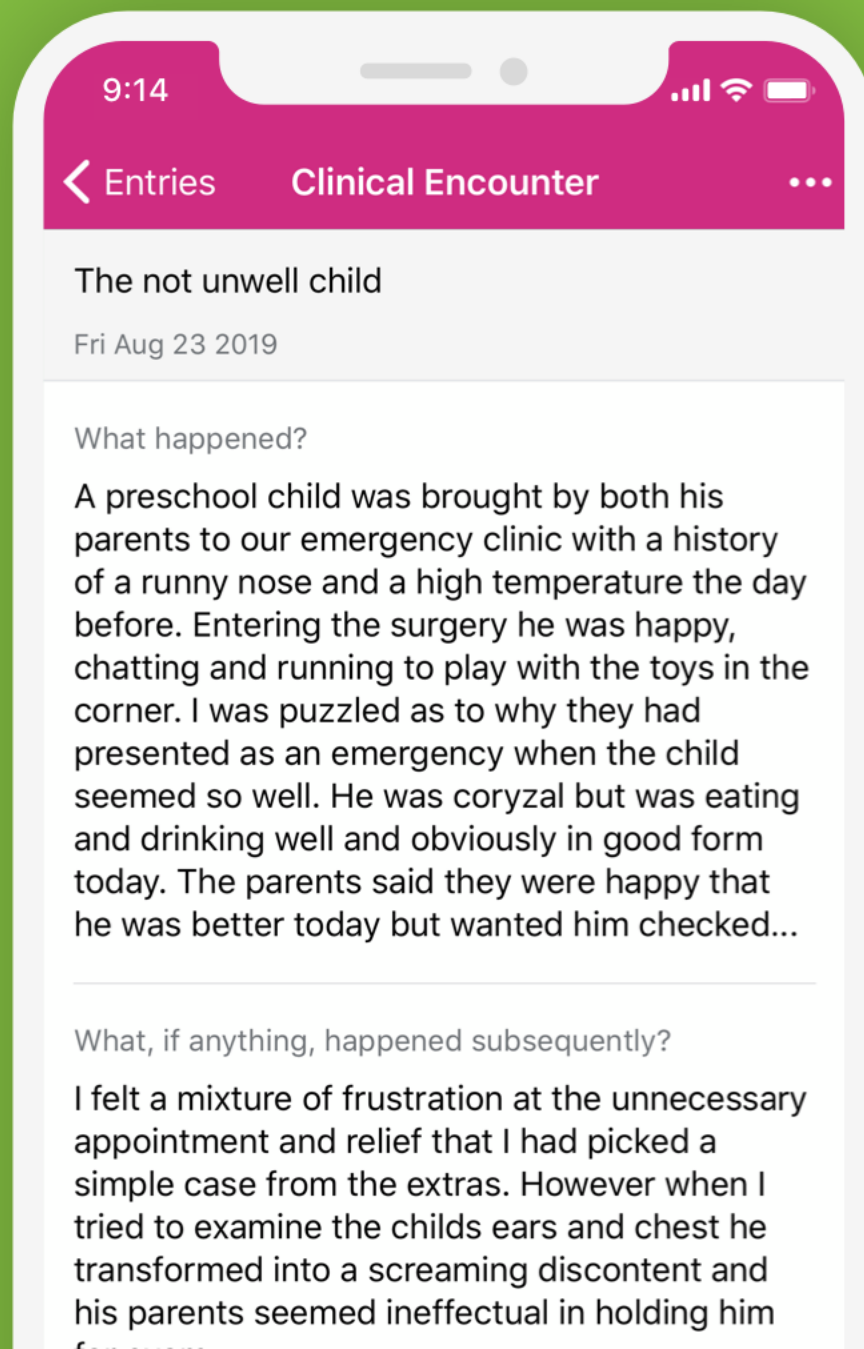 9:14
Entries Clinical Encounter
The not unwell child
Fri Aug 23 2019
What happened?
A preschool child was brought by both his
parents to our emergency clinic with a history
of a runny nose and a high temperature the day
before. Entering the surgery he was happy,
chatting and running to play with the toys in the
corner. I was puzzled as to why they had
presented as an emergency when the child
seemed so well. He was coryzal but was eating
and drinking well and obviously in good form
today. The parents said they were happy that
he was better today but wanted him checked...
What, if anything, happened subsequently?
I felt a mixture of frustration at the unnecessary
appointment and relief that I had picked a
simple case from the extras. However when I
tried to examine the childs ears and chest he
transformed into a screaming discontent and
his parents seemed ineffectual in holding him